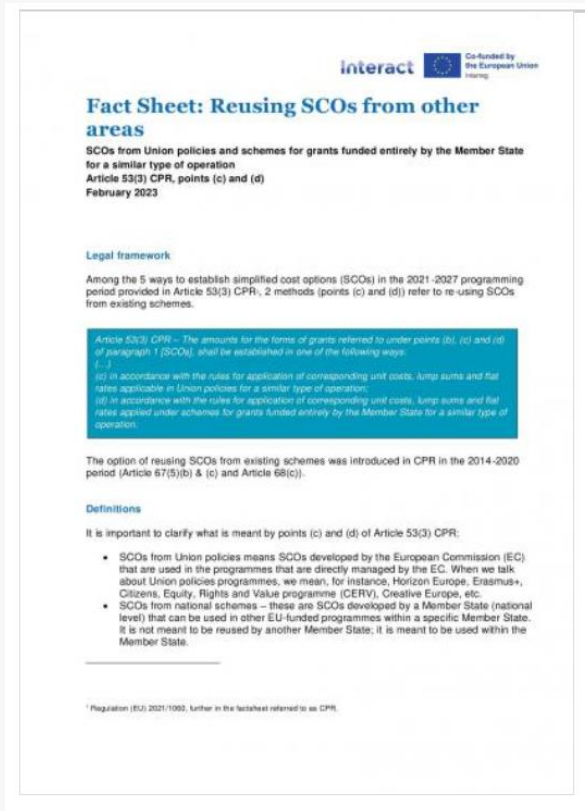 Interact
Co-funded by
the European Union
Interreg
Fact Sheet: Reusing SCOs from other
areas
SCOs from Union policies and schemes for grants funded entirely by the Member State
for a similar type of operation
Article 53(3) CPR, points (c) and (d)
February 2023
Legal framework
Among the 5 ways to establish simplified cost options (SCOs) in the 2021-2027 programming
period provided in Article 53(3) CPR¹, 2 methods (points (c) and (d)) refer to re-using SCOs
from existing schemes.
Article 53(3) CPR – The amounts for the forms of grants referred to under points (b), (c) and (d)
of paragraph 1 [SCOs], shall be established in one of the following ways:
(…)
(c) in accordance with the rules for application of corresponding unit costs, lump sums and flat
rates applicable in Union policies for a similar type of operation;
(d) in accordance with the rules for application of corresponding unit costs, lump sums and flat
rates applied under schemes for grants funded entirely by the Member State for a similar type of
operation.
The option of reusing SCOs from existing schemes was introduced in CPR in the 2014-2020
period (Article 67(5)(b) & (c) and Article 68(c)).
Definitions
It is important to clarify what is meant by points (c) and (d) of Article 53(3) CPR:
• SCOs from Union policies means SCOs developed by the European Commission (EC)
that are used in the programmes that are directly managed by the EC. When we talk
about Union policies programmes, we mean, for instance, Horizon Europe, Erasmus+,
Citizens, Equity, Rights and Value programme (CERV), Creative Europe, etc.
• SCOs from national schemes – these are SCOs developed by a Member State (national
level) that can be used in other EU-funded programmes within a specific Member State.
It is not meant to be reused by another Member State; it is meant to be used within the
Member State.
¹ Regulation (EU) 2021/1060, further in the factsheet referred to as CPR.